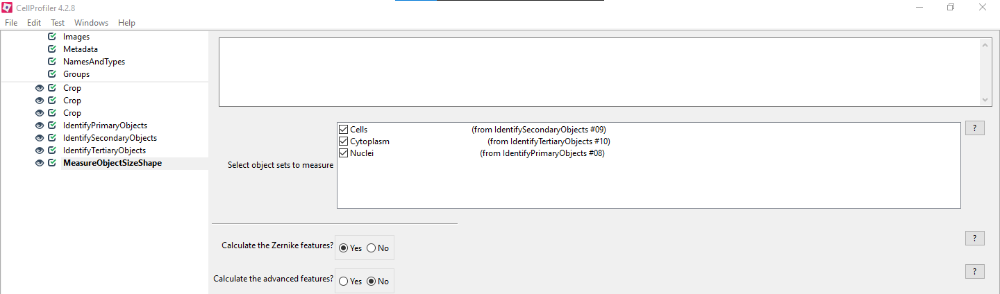 CellProfiler 4.2.8
File Edit Test Windows Help
Images
Metadata
NamesAndTypes
Groups
Crop
Crop
Crop
IdentifyPrimaryObjects
IdentifySecondaryObjects
IdentifyTertiaryObjects
MeasureObjectSizeShape
Select object sets to measure
Cells (from IdentifySecondaryObjects #09)
Cytoplasm (from IdentifyTertiaryObjects #10)
Nuclei (from IdentifyPrimaryObjects #08)
?
Calculate the Zernike features? Yes No ?
Calculate the advanced features? Yes No ?